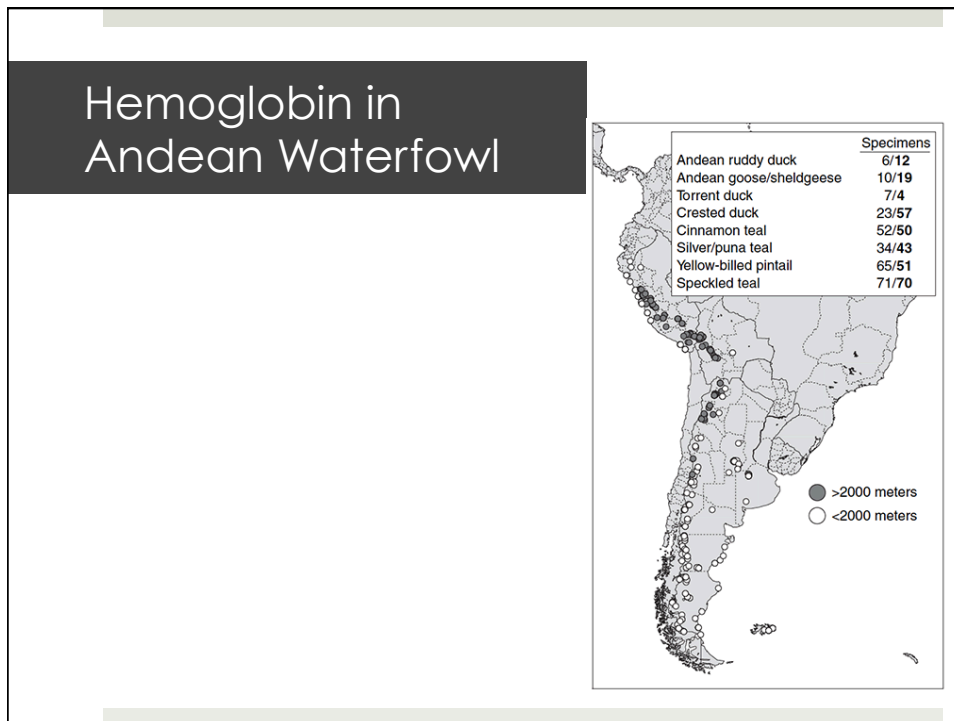 Hemoglobin in
Andean Waterfowl
Specimens
Andean ruddy duck 6/12
Andean goose/sheldgeese 10/19
Torrent duck 7/4
Crested duck 23/57
Cinnamon teal 52/50
Silver/puna teal 34/43
Yellow-billed pintail 65/51
Speckled teal 71/70
>2000 meters
<2000 meters